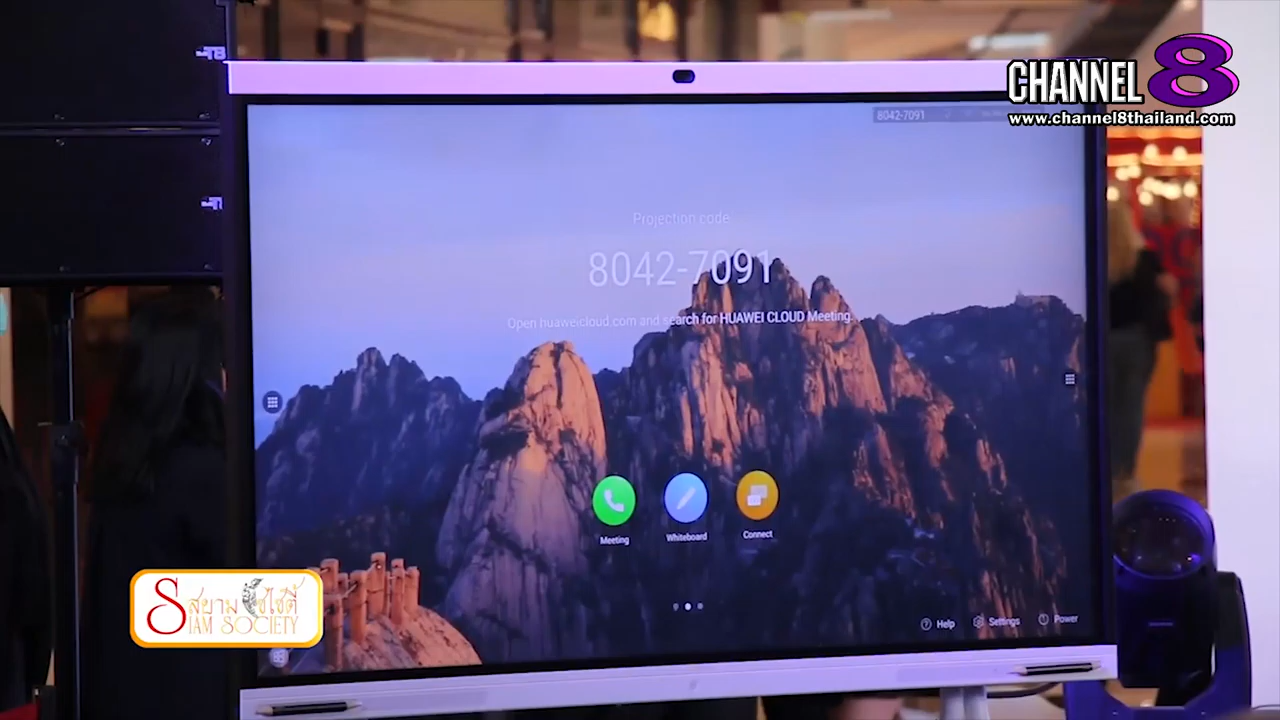 TB
CHANNEL 8
www.channel8thailand.com
8042-7091
Projection code
8042-7091
Open huaweicloud.com and search for HUAWEI CLOUD Meeting.
Meeting
Whiteboard
Connect
Help
Settings
Power
สยาม โซไซตี้
SIAM SOCIETY